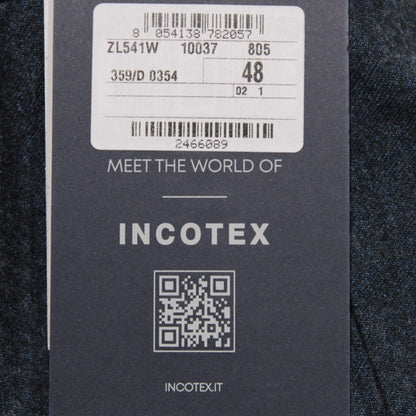 8 054138 782057
ZL541W 10037 805
359/D 0354 48
02 1
2466089
MEET THE WORLD OF
INCOTEX
INCOTEX.IT